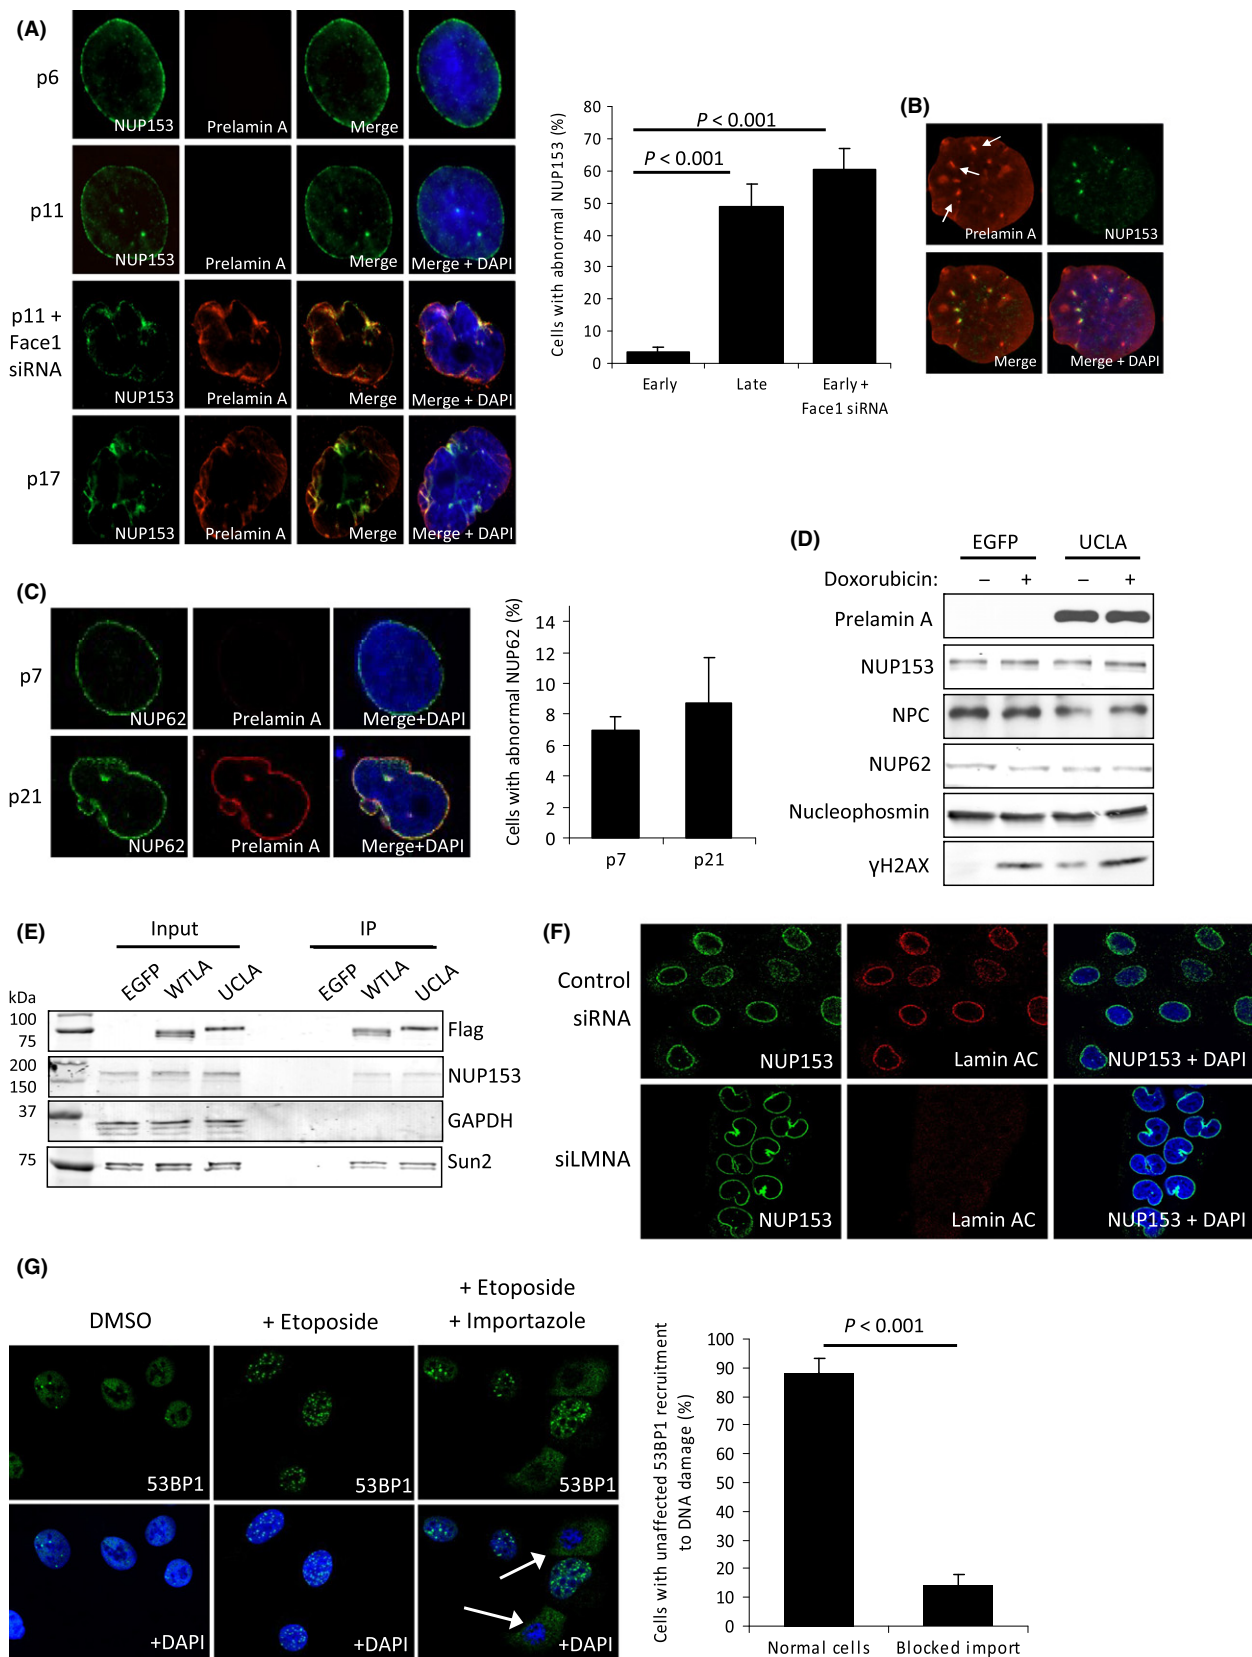 (A)
p6
NUP153
Prelamin A
Merge
p11
NUP153
Prelamin A
Merge
Merge + DAPI
p11 +
Face1
siRNA
NUP153
Prelamin A
Merge
Merge + DAPI
p17
NUP153
Prelamin A
Merge
Merge + DAPI
Cells with abnormal NUP153 (%)
80
70
60
50
40
30
20
10
0
P < 0.001
P < 0.001
Early
Late
Early +
Face1 siRNA
(B)
Prelamin A
NUP153
Merge
Merge + DAPI
(C)
p7
NUP62
Prelamin A
Merge+DAPI
p21
NUP62
Prelamin A
Merge+DAPI
Cells with abnormal NUP62 (%)
14
12
10
8
6
4
2
0
p7
p21
(D)
EGFP
UCLA
Doxorubicin:
– + – +
Prelamin A
NUP153
NPC
NUP62
Nucleophosmin
γH2AX
(E)
Input
IP
EGFP
WTLA
UCLA
EGFP
WTLA
UCLA
kDa
100
75
Flag
200
150
NUP153
37
GAPDH
75
Sun2
(F)
Control
siRNA
NUP153
Lamin AC
NUP153 + DAPI
siLMNA
NUP153
Lamin AC
NUP153 + DAPI
(G)
DMSO
+ Etoposide
+ Etoposide
+ Importazole
53BP1
53BP1
53BP1
+DAPI
+DAPI
+DAPI
Cells with unaffected 53BP1 recruitment
to DNA damage (%)
100
90
80
70
60
50
40
30
20
10
0
P < 0.001
Normal cells
Blocked import